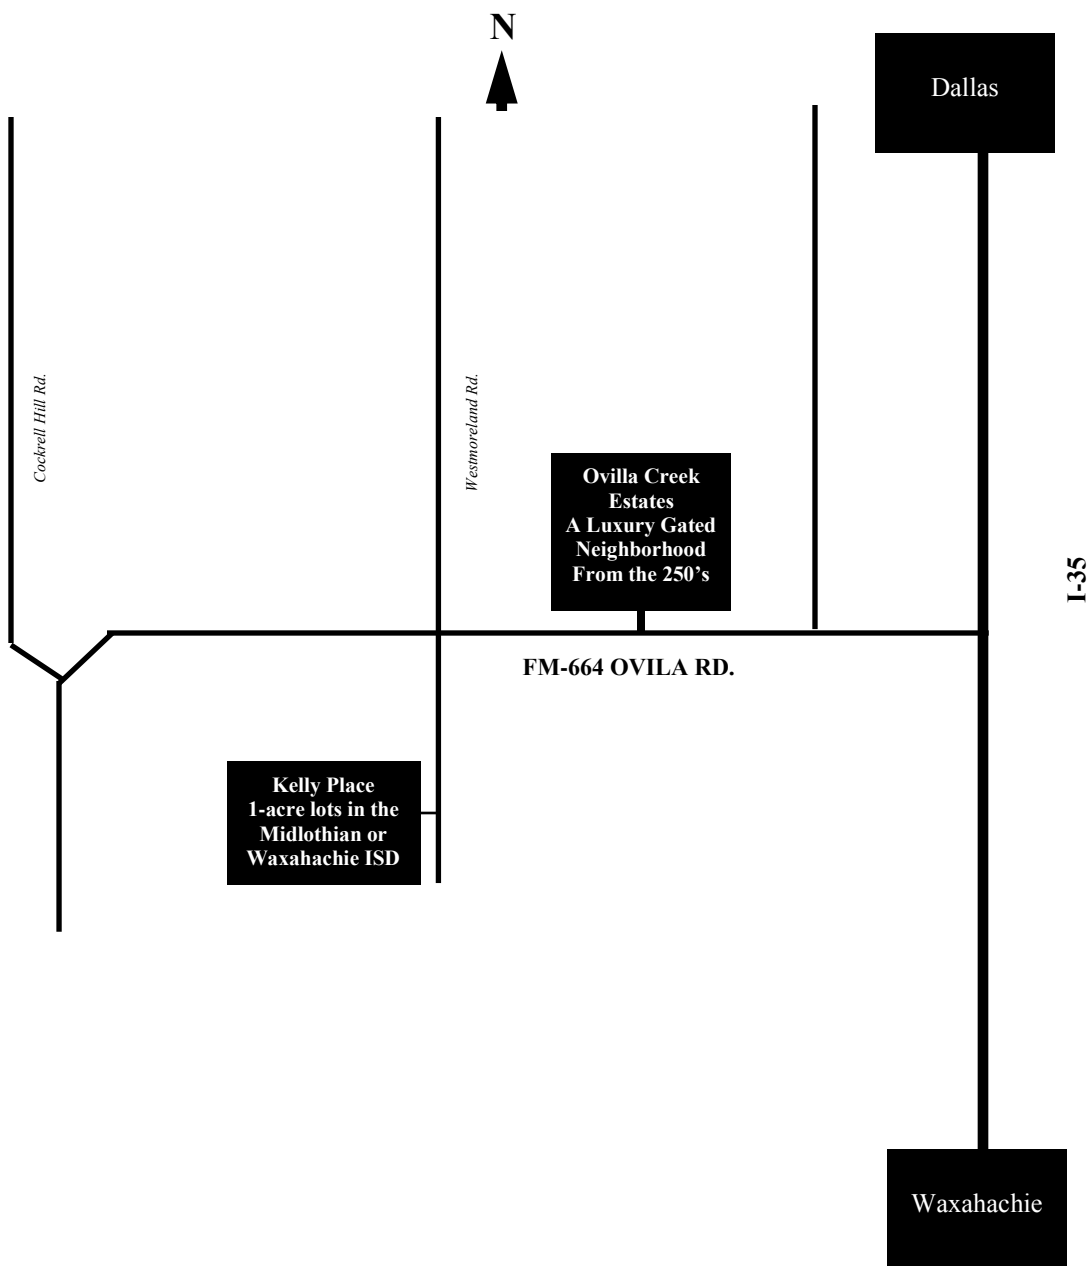 N
Dallas
Cockrell Hill Rd.
Westmoreland Rd.
Ovilla Creek
Estates
A Luxury Gated
Neighborhood
From the 250's
I-35
FM-664 OVILA RD.
Kelly Place
1-acre lots in the
Midlothian or
Waxahachie ISD
Waxahachie